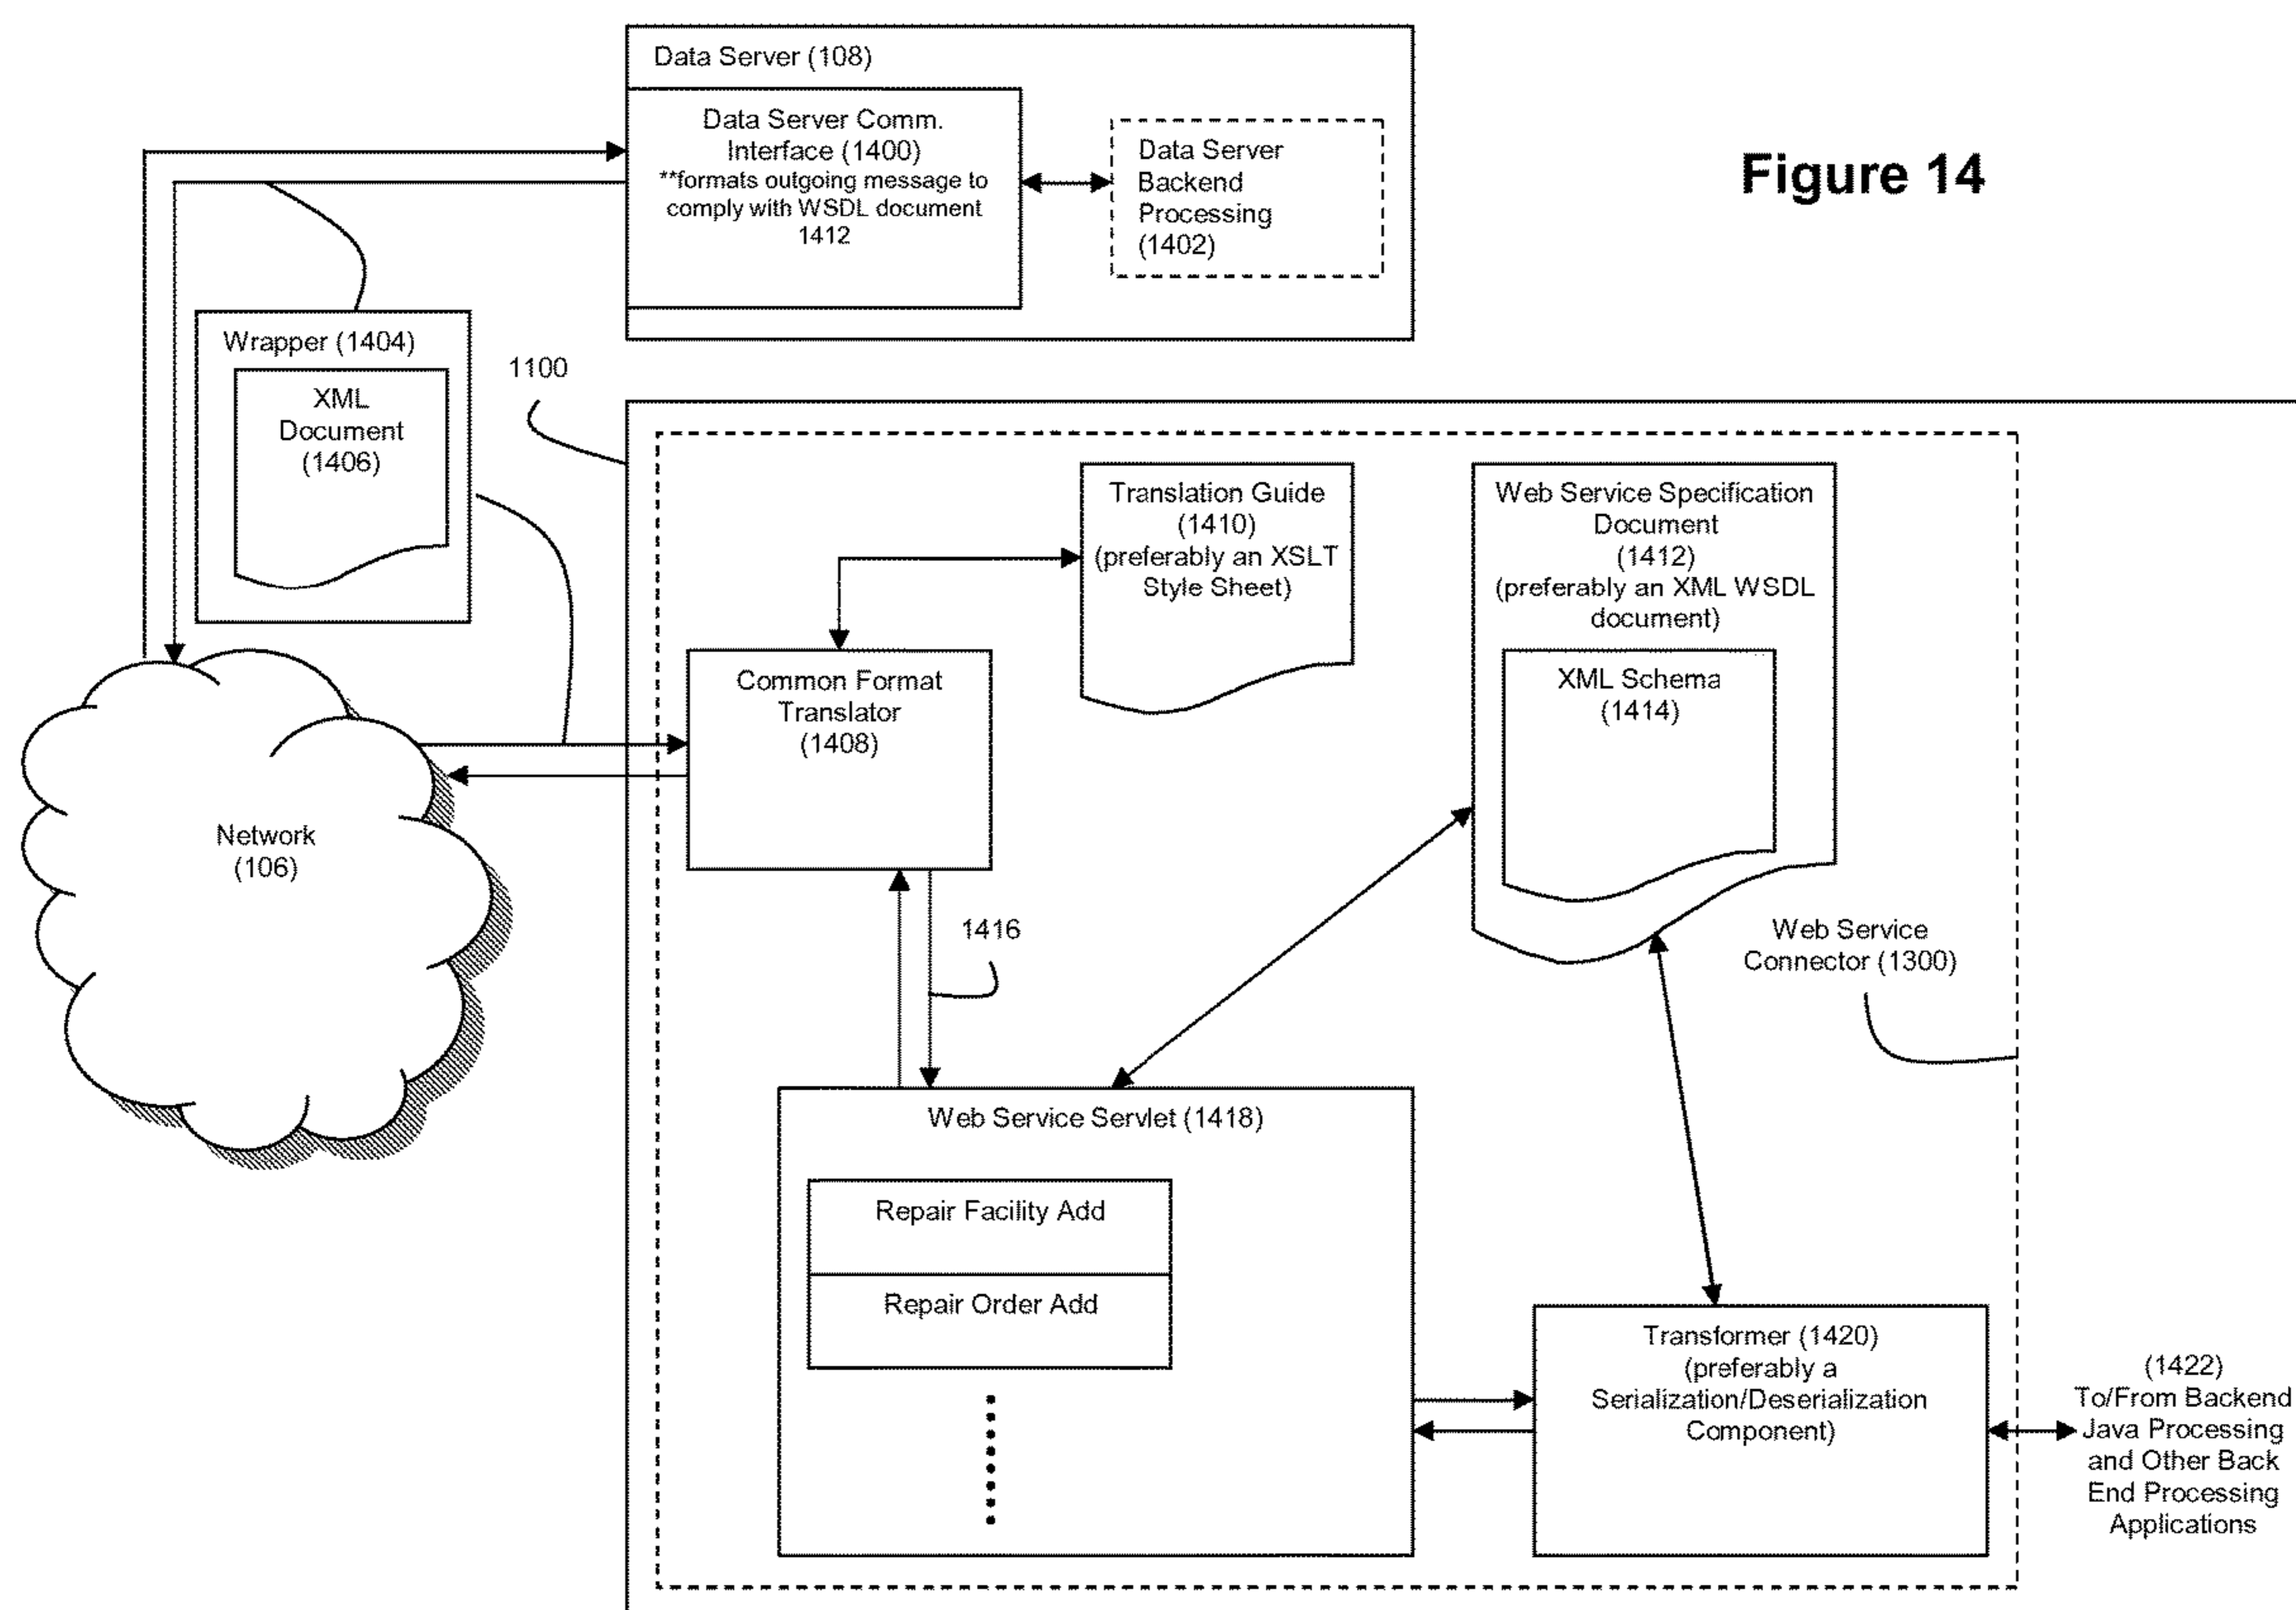 Data Server (108)
Data Server Comm.
Interface (1400)
**formats outgoing message to
comply with WSDL document
1412
Data Server
Backend
Processing
(1402)
Figure 14
Wrapper (1404)
XML
Document
(1406)
1100
Translation Guide
(1410)
(preferably an XSLT
Style Sheet)
Web Service Specification
Document
(1412)
(preferably an XML WSDL
document)
XML Schema
(1414)
Common Format
Translator
(1408)
Network
(106)
1416
Web Service
Connector (1300)
Web Service Servlet (1418)
Repair Facility Add
Repair Order Add
Transformer (1420)
(preferably a
Serialization/Deserialization
Component)
(1422)
To/From Backend
Java Processing
and Other Back
End Processing
Applications